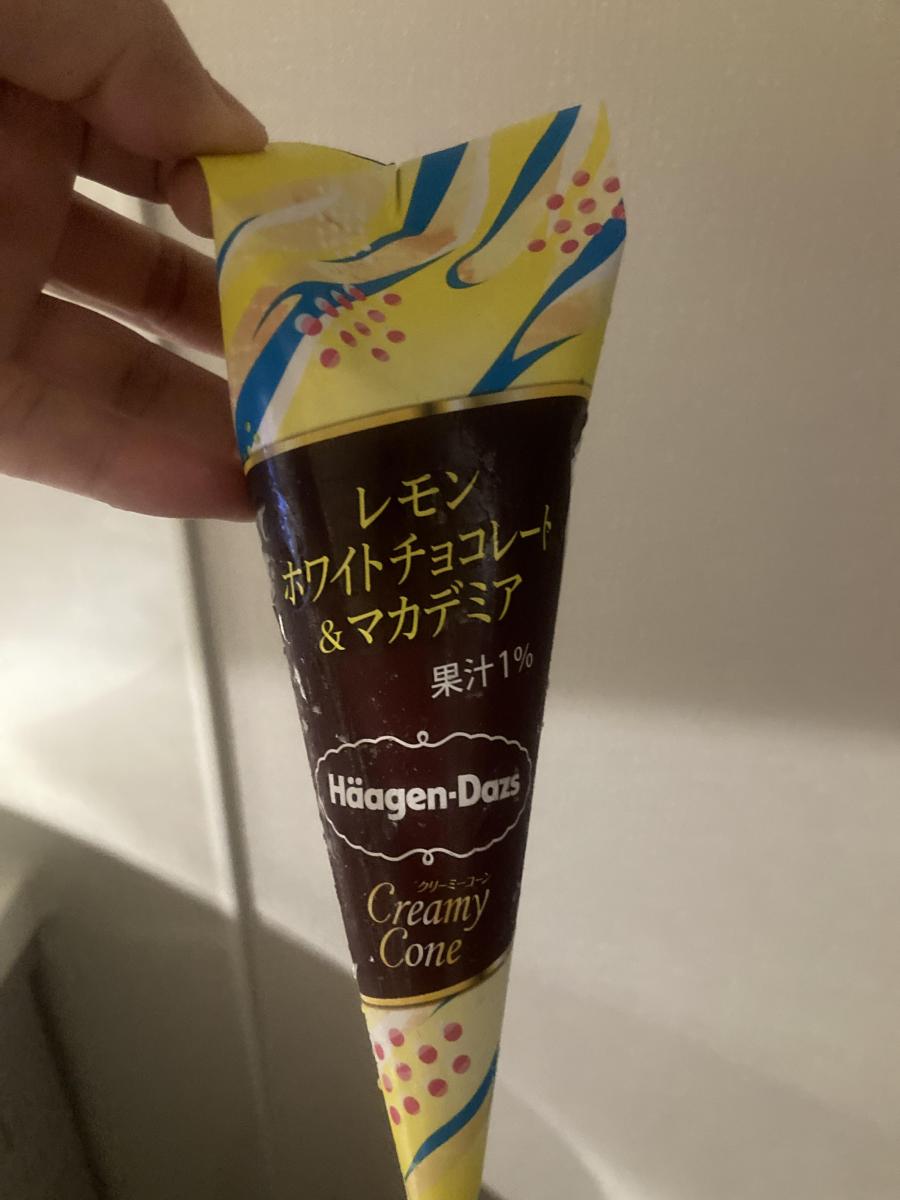 レモン
ホワイトチョコレート
&マカデミア
果汁1%
Häagen-Dazs
クリーミーコーン
Creamy
Cone